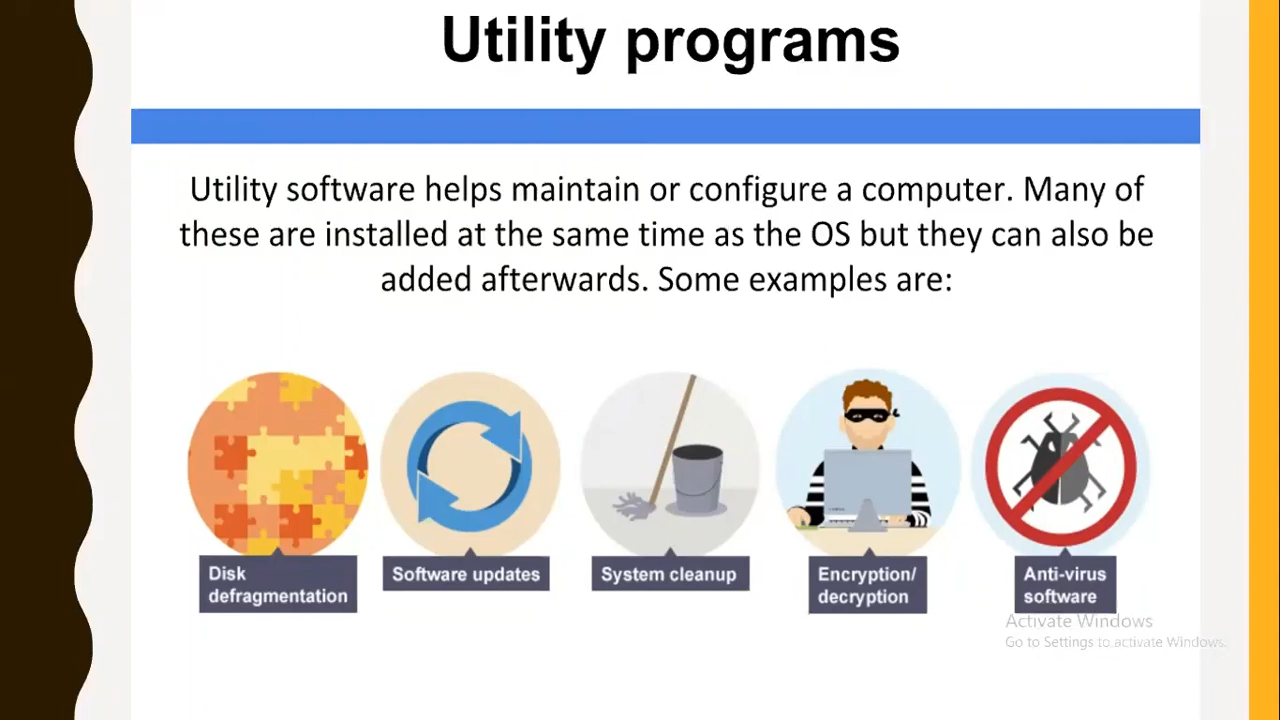 Utility programs
Utility software helps maintain or configure a computer. Many of
these are installed at the same time as the OS but they can also be
added afterwards. Some examples are:
Disk
defragmentation
Software updates
System cleanup
Encryption/
decryption
Anti-virus
software
Activate Windows
Go to Settings to activate Windows.